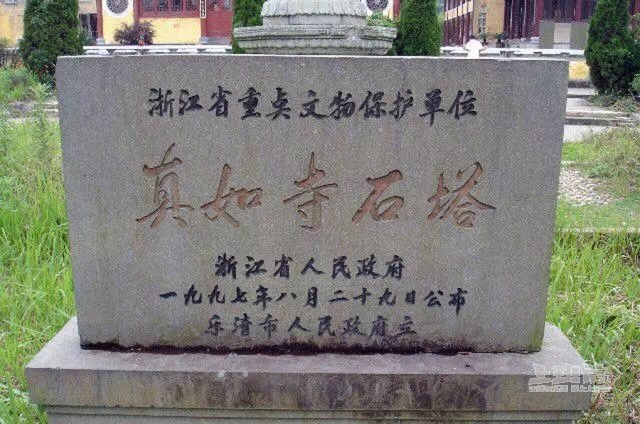 浙江省重点文物保护单位
真如寺石塔
浙江省人民政府
一九九七年八月二十九日公布
乐清市人民政府立